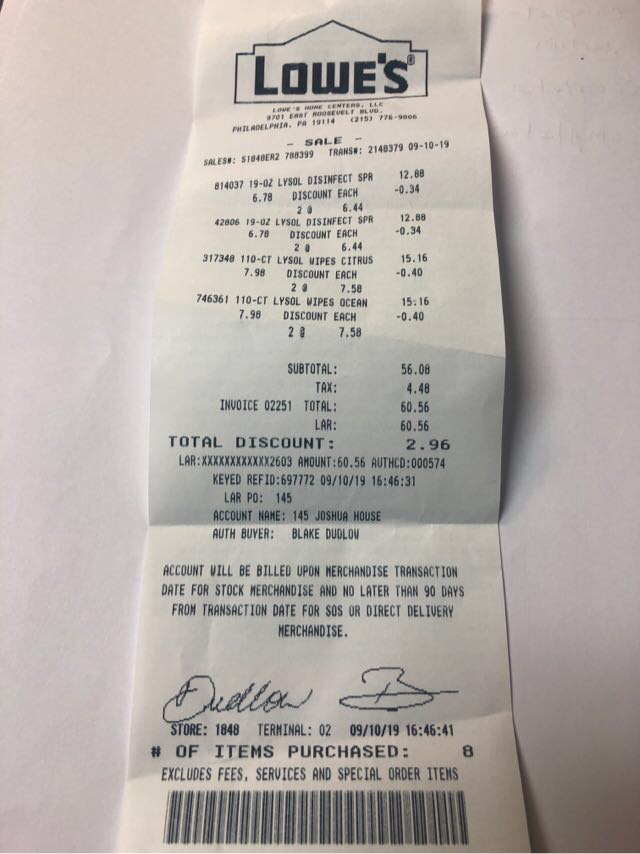 LOWE'S®
LOWE'S HOME CENTERS, LLC
9701 EAST ROOSEVELT BLVD.
PHILADELPHIA, PA 19114 (215) 776-9006
- SALE -
SALES#: S1848ER2 788399 TRANS#: 2148379 09-10-19
814037 19-OZ LYSOL DISINFECT SPR 12.88
6.78 DISCOUNT EACH -0.34
2 @ 6.44
42806 19-OZ LYSOL DISINFECT SPR 12.88
6.78 DISCOUNT EACH -0.34
2 @ 6.44
317348 110-CT LYSOL WIPES CITRUS 15.16
7.98 DISCOUNT EACH -0.40
2 @ 7.58
746361 110-CT LYSOL WIPES OCEAN 15.16
7.98 DISCOUNT EACH -0.40
2 @ 7.58
SUBTOTAL: 56.08
TAX: 4.48
INVOICE 02251 TOTAL: 60.56
LAR: 60.56
TOTAL DISCOUNT: 2.96
LAR:XXXXXXXXXXXX2603 AMOUNT:60.56 AUTHCD:000574
KEYED REFID:697772 09/10/19 16:46:31
LAR PO: 145
ACCOUNT NAME: 145 JOSHUA HOUSE
AUTH BUYER: BLAKE DUDLOW
ACCOUNT WILL BE BILLED UPON MERCHANDISE TRANSACTION
DATE FOR STOCK MERCHANDISE AND NO LATER THAN 90 DAYS
FROM TRANSACTION DATE FOR SOS OR DIRECT DELIVERY
MERCHANDISE.
Dudlow B
STORE: 1848 TERMINAL: 02 09/10/19 16:46:41
# OF ITEMS PURCHASED: 8
EXCLUDES FEES, SERVICES AND SPECIAL ORDER ITEMS